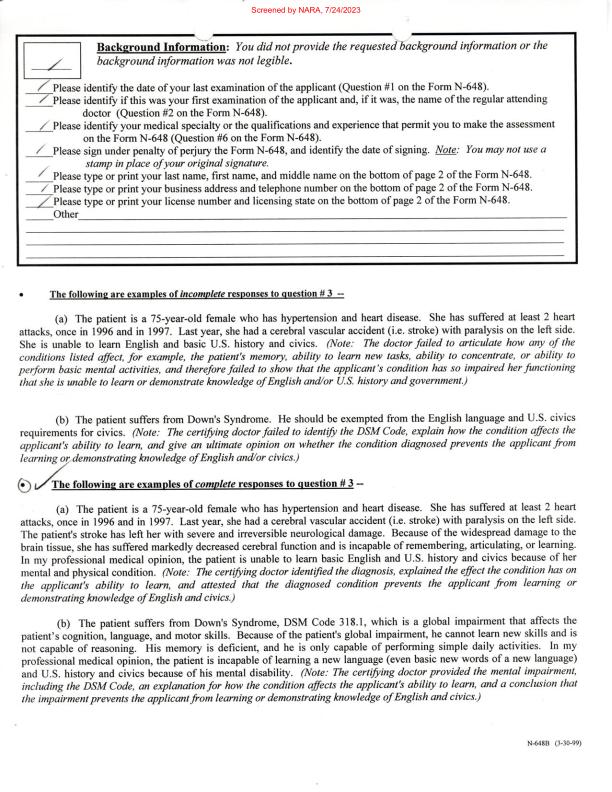 Screened by NARA, 7/24/2023
Background Information: You did not provide the requested background information or the
background information was not legible.
Please identify the date of your last examination of the applicant (Question #1 on the Form N-648).
Please identify if this was your first examination of the applicant and, if it was, the name of the regular attending
doctor (Question #2 on the Form N-648).
Please identify your medical specialty or the qualifications and experience that permit you to make the assessment
on the Form N-648 (Question #6 on the Form N-648).
Please sign under penalty of perjury the Form N-648, and identify the date of signing. Note: You may not use a
stamp in place of your original signature.
Please type or print your last name, first name, and middle name on the bottom of page 2 of the Form N-648.
Please type or print your business address and telephone number on the bottom of page 2 of the Form N-648.
Please type or print your license number and licensing state on the bottom of page 2 of the Form N-648.
Other
• The following are examples of incomplete responses to question # 3 --
(a) The patient is a 75-year-old female who has hypertension and heart disease. She has suffered at least 2 heart
attacks, once in 1996 and in 1997. Last year, she had a cerebral vascular accident (i.e. stroke) with paralysis on the left side.
She is unable to learn English and basic U.S. history and civics. (Note: The doctor failed to articulate how any of the
conditions listed affect, for example, the patient's memory, ability to learn new tasks, ability to concentrate, or ability to
perform basic mental activities, and therefore failed to show that the applicant's condition has so impaired her functioning
that she is unable to learn or demonstrate knowledge of English and/or U.S. history and government.)
(b) The patient suffers from Down's Syndrome. He should be exempted from the English language and U.S. civics
requirements for civics. (Note: The certifying doctor failed to identify the DSM Code, explain how the condition affects the
applicant's ability to learn, and give an ultimate opinion on whether the condition diagnosed prevents the applicant from
learning or demonstrating knowledge of English and/or civics.)
• The following are examples of complete responses to question # 3 --
(a) The patient is a 75-year-old female who has hypertension and heart disease. She has suffered at least 2 heart
attacks, once in 1996 and in 1997. Last year, she had a cerebral vascular accident (i.e. stroke) with paralysis on the left side.
The patient's stroke has left her with severe and irreversible neurological damage. Because of the widespread damage to the
brain tissue, she has suffered markedly decreased cerebral function and is incapable of remembering, articulating, or learning.
In my professional medical opinion, the patient is unable to learn basic English and U.S. history and civics because of her
mental and physical condition. (Note: The certifying doctor identified the diagnosis, explained the effect the condition has on
the applicant's ability to learn, and attested that the diagnosed condition prevents the applicant from learning or
demonstrating knowledge of English and civics.)
(b) The patient suffers from Down's Syndrome, DSM Code 318.1, which is a global impairment that affects the
patient's cognition, language, and motor skills. Because of the patient's global impairment, he cannot learn new skills and is
not capable of reasoning. His memory is deficient, and he is only capable of performing simple daily activities. In my
professional medical opinion, the patient is incapable of learning a new language (even basic new words of a new language)
and U.S. history and civics because of his mental disability. (Note: The certifying doctor provided the mental impairment,
including the DSM Code, an explanation for how the condition affects the applicant's ability to learn, and a conclusion that
the impairment prevents the applicant from learning or demonstrating knowledge of English and civics.)
N-648B (3-30-99)